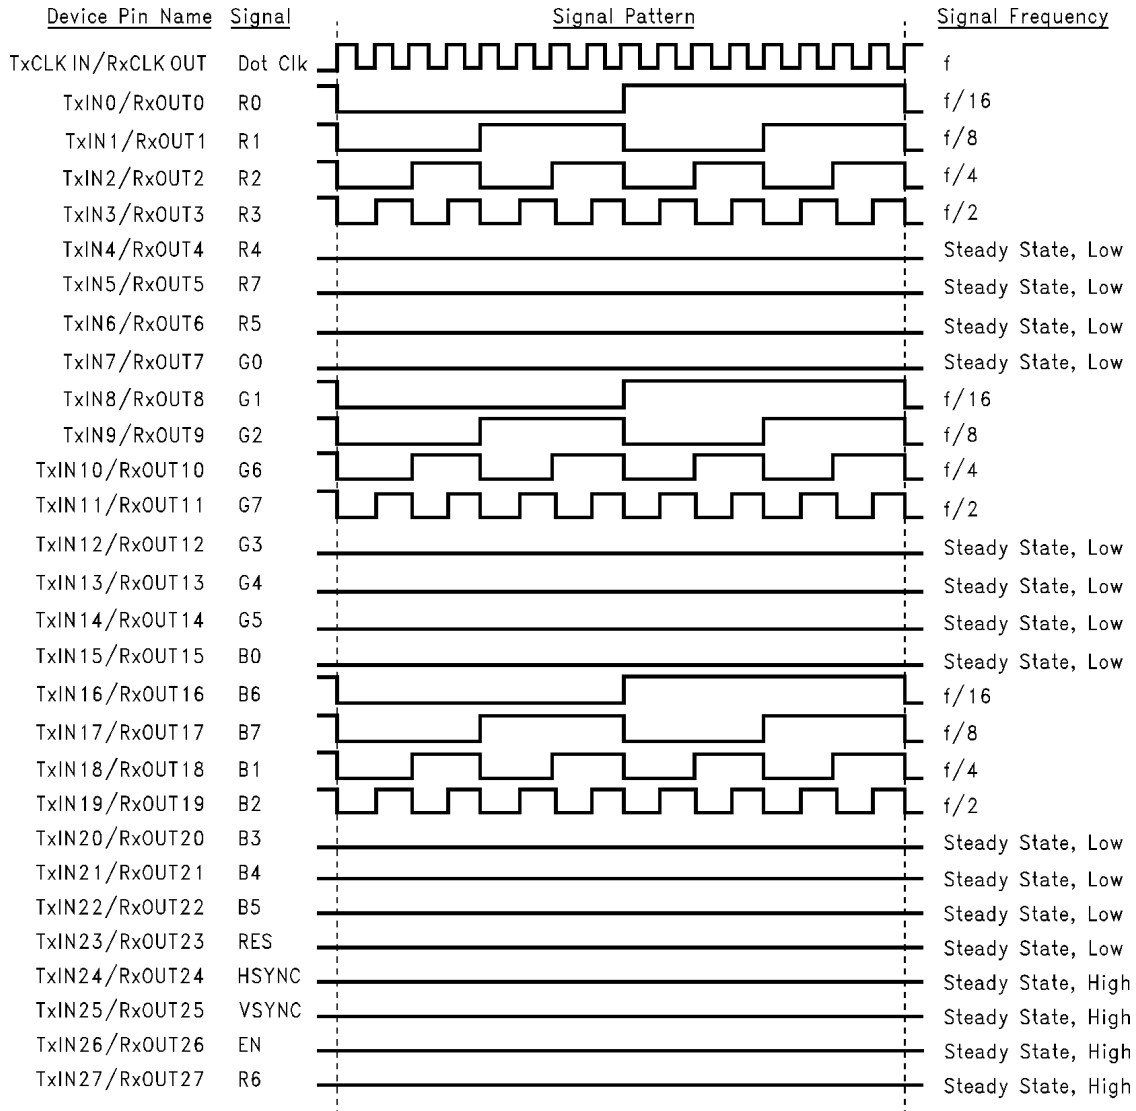 Device Pin Name Signal Signal Pattern Signal Frequency
TxCLK IN/RxCLK OUT Dot Clk f
TxIN0/RxOUT0 R0 f/16
TxIN1/RxOUT1 R1 f/8
TxIN2/RxOUT2 R2 f/4
TxIN3/RxOUT3 R3 f/2
TxIN4/RxOUT4 R4 Steady State, Low
TxIN5/RxOUT5 R7 Steady State, Low
TxIN6/RxOUT6 R5 Steady State, Low
TxIN7/RxOUT7 G0 Steady State, Low
TxIN8/RxOUT8 G1 f/16
TxIN9/RxOUT9 G2 f/8
TxIN10/RxOUT10 G6 f/4
TxIN11/RxOUT11 G7 f/2
TxIN12/RxOUT12 G3 Steady State, Low
TxIN13/RxOUT13 G4 Steady State, Low
TxIN14/RxOUT14 G5 Steady State, Low
TxIN15/RxOUT15 B0 Steady State, Low
TxIN16/RxOUT16 B6 f/16
TxIN17/RxOUT17 B7 f/8
TxIN18/RxOUT18 B1 f/4
TxIN19/RxOUT19 B2 f/2
TxIN20/RxOUT20 B3 Steady State, Low
TxIN21/RxOUT21 B4 Steady State, Low
TxIN22/RxOUT22 B5 Steady State, Low
TxIN23/RxOUT23 RES Steady State, Low
TxIN24/RxOUT24 HSYNC Steady State, High
TxIN25/RxOUT25 VSYNC Steady State, High
TxIN26/RxOUT26 EN Steady State, High
TxIN27/RxOUT27 R6 Steady State, High